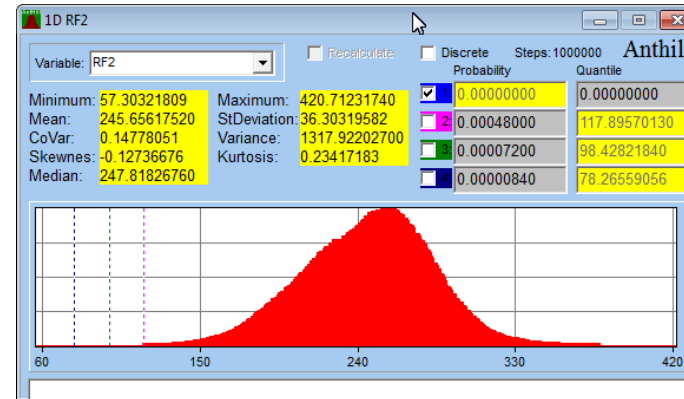 1D RF2
Variable: RF2
Recalculate
Discrete Steps:1000000 Anthil
Probability Quantile
Minimum: 57.30321809 Maximum: 420.71231740
Mean: 245.65617520 StDeviation: 36.30319582
CoVar: 0.14778051 Variance: 1317.92202700
Skewnes: -0.12736676 Kurtosis: 0.23417183
Median: 247.81826760
1 0.00000000 0.00000000
2 0.00048000 117.89570130
3 0.00007200 98.42821840
0.00000840 78.26559056
60 150 240 330 420